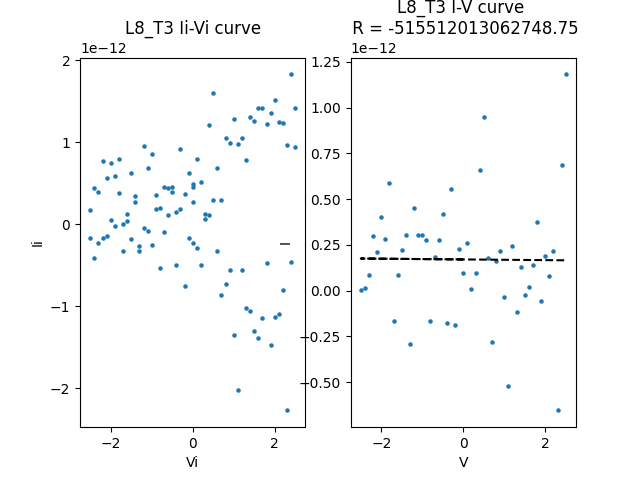 L8_T3 Ii-Vi curve
1e−12
2
1
0
−1
−2
Ii
−2
0
2
Vi
L8_T3 I-V curve
R = -515512013062748.75
1e−12
1.25
1.00
0.75
0.50
0.25
0.00
−0.25
−0.50
I
−2
0
2
V